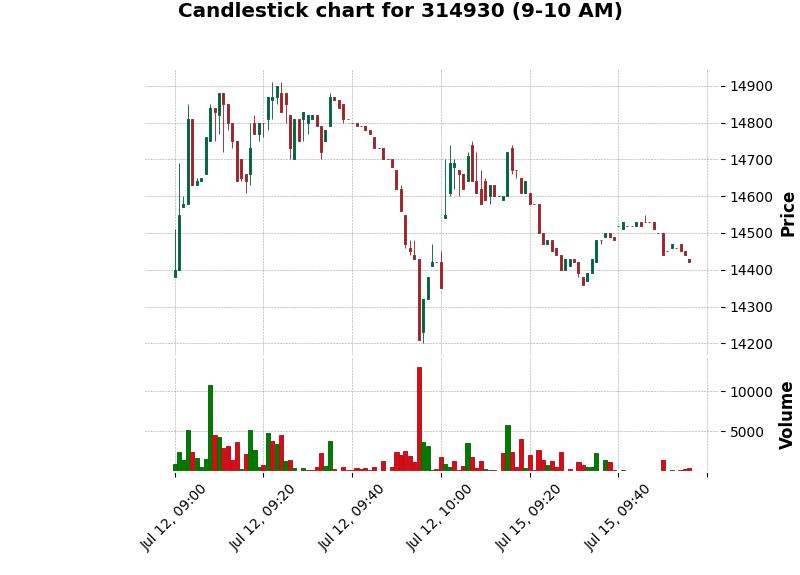 Candlestick chart for 314930 (9-10 AM)
14900
14800
14700
14600
14500
14400
14300
14200
Price
10000
5000
Volume
Jul 12, 09:00
Jul 12, 09:20
Jul 12, 09:40
Jul 12, 10:00
Jul 15, 09:20
Jul 15, 09:40